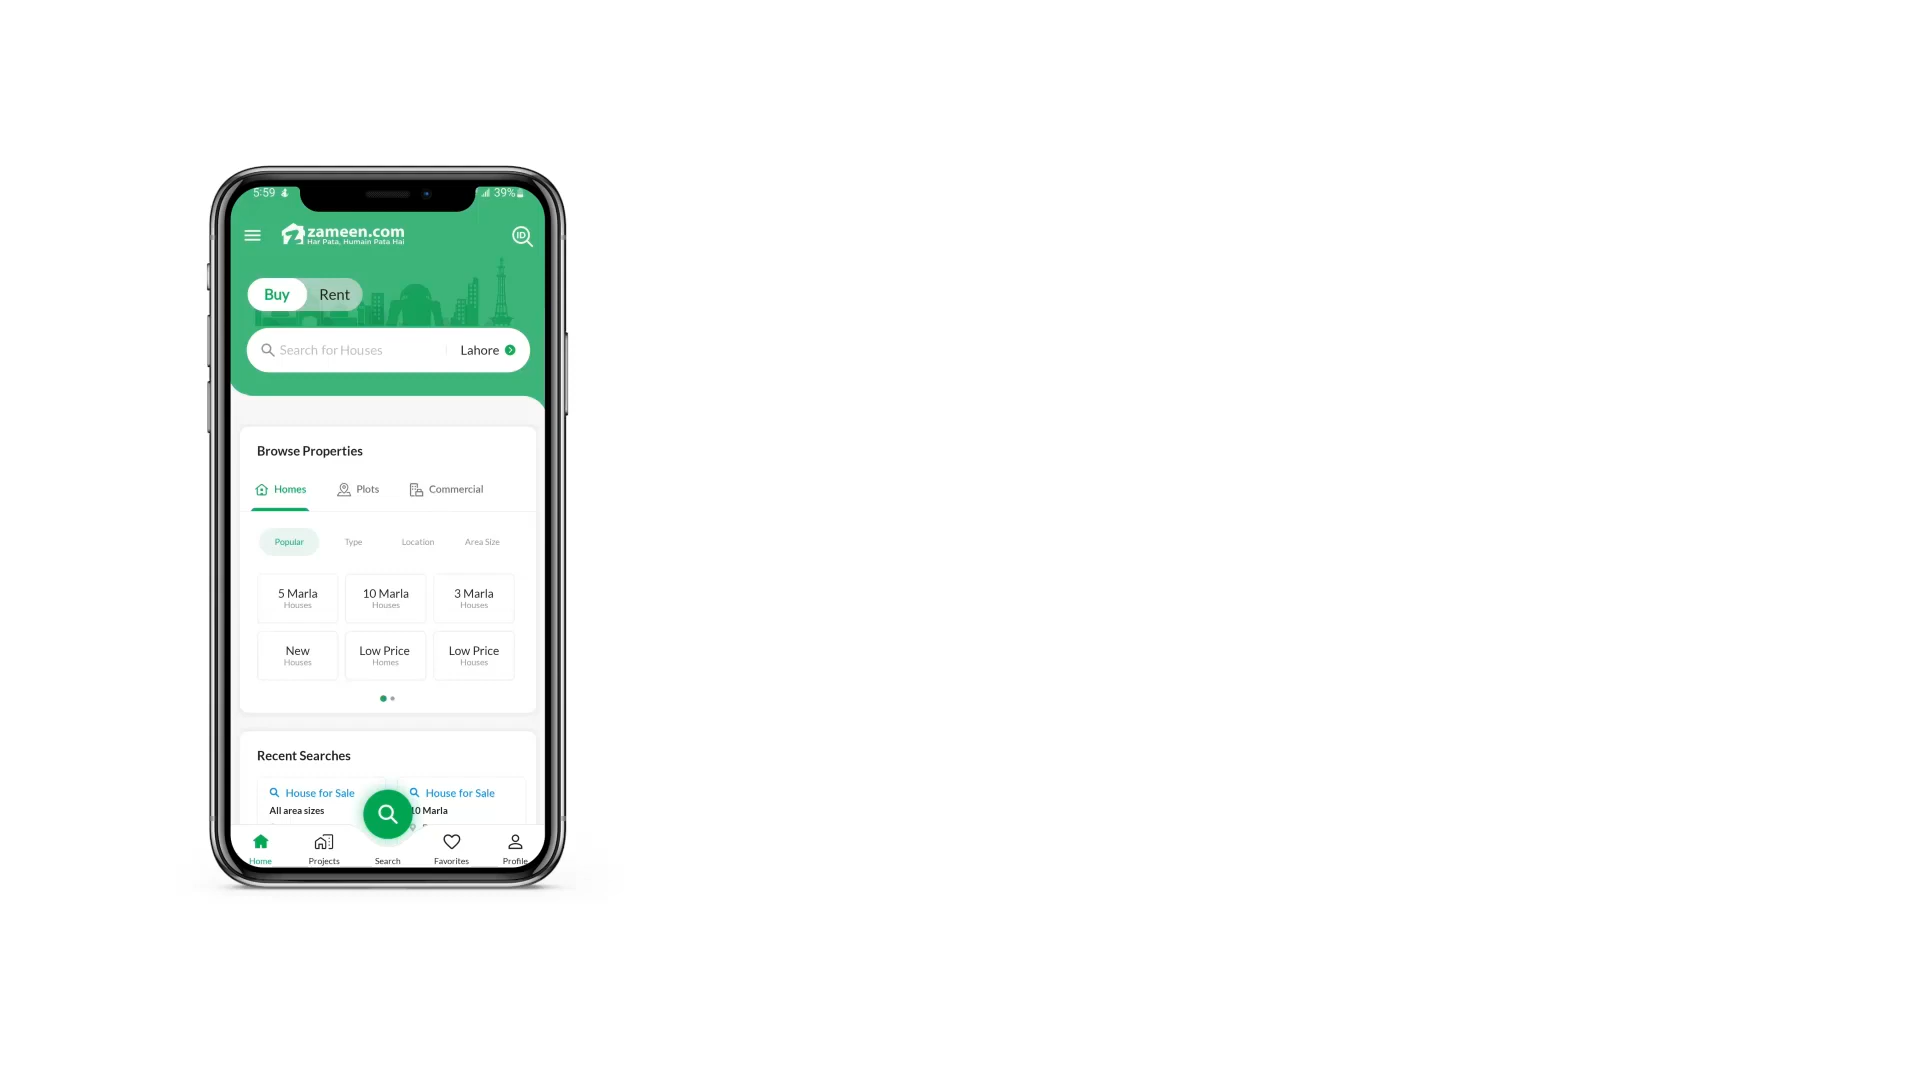 5:59
39%
zameen.com
Har Pata, Humain Pata Hai
ID
Buy Rent
Search for Houses Lahore
Browse Properties
Homes Plots Commercial
Popular Type Location Area Size
5 Marla 10 Marla 3 Marla
Houses Houses Houses
New Low Price Low Price
Houses Homes Houses
Recent Searches
House for Sale House for Sale
All area sizes 10 Marla
Home Projects Search Favorites Profile